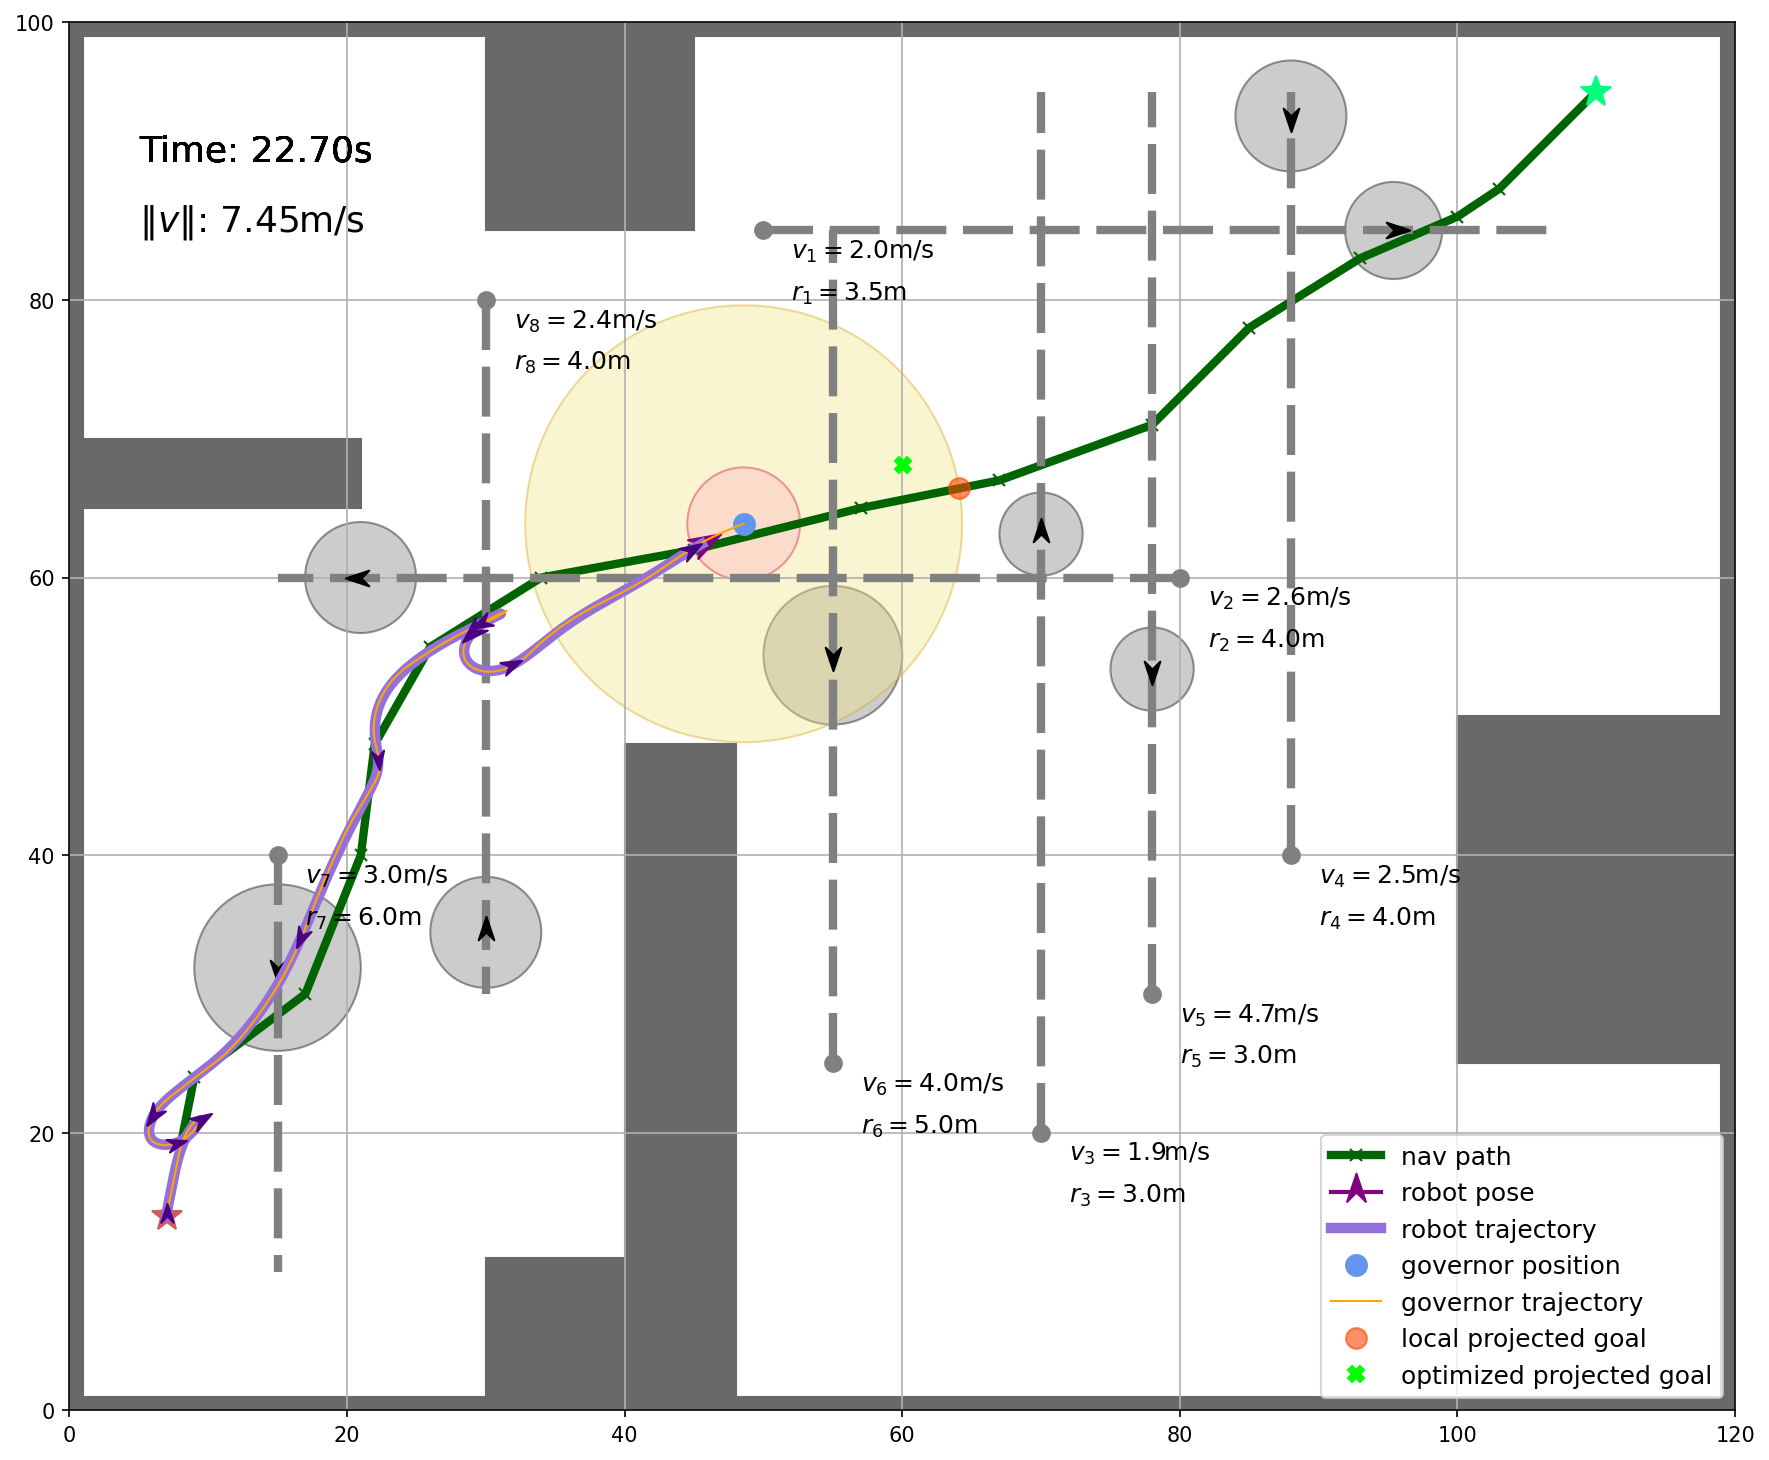 100
80
60
40
20
0
Time: 22.70s
‖v‖: 7.45m/s
v₁ = 2.0m/s
r₁ = 3.5m
v₈ = 2.4m/s
r₈ = 4.0m
v₂ = 2.6m/s
r₂ = 4.0m
v₇ = 3.0m/s
r₇ = 6.0m
v₄ = 2.5m/s
r₄ = 4.0m
v₅ = 4.7m/s
r₅ = 3.0m
v₆ = 4.0m/s
r₆ = 5.0m
v₃ = 1.9m/s
r₃ = 3.0m
nav path
robot pose
robot trajectory
governor position
governor trajectory
local projected goal
optimized projected goal
0 20 40 60 80 100 120